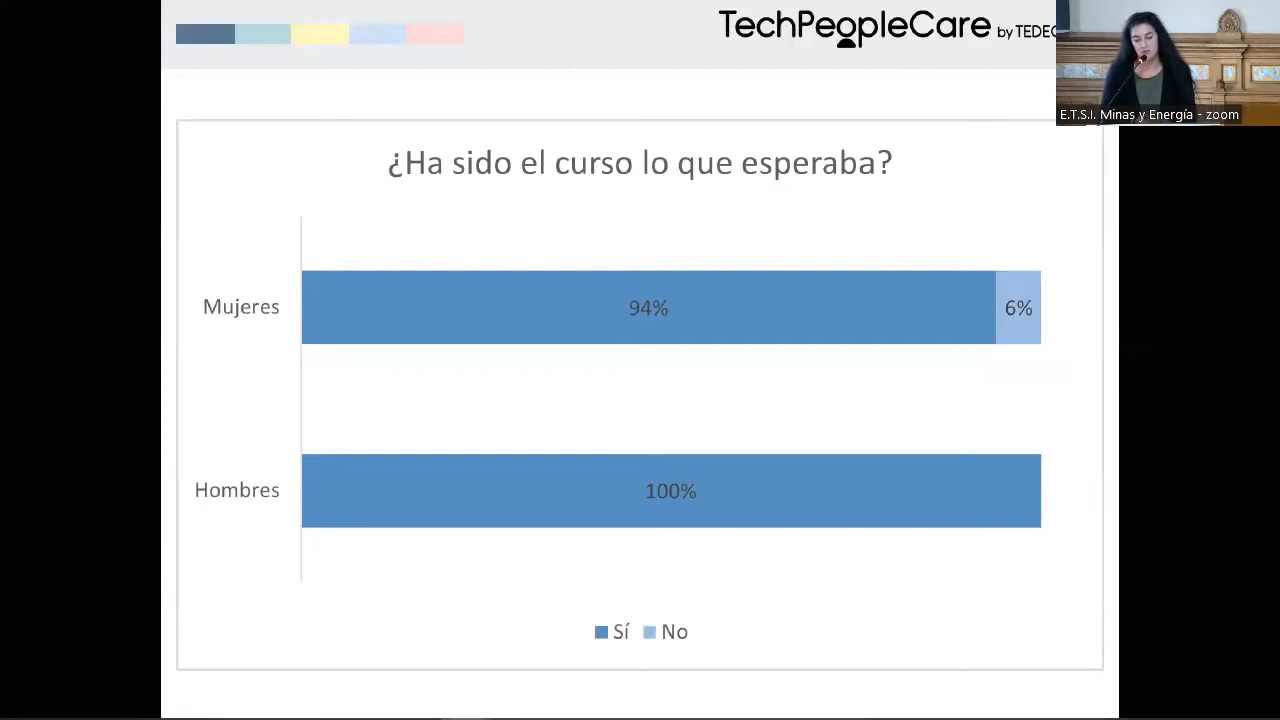 TechPeopleCare by TEDEC
E.T.S.I. Minas y Energía - zoom
¿Ha sido el curso lo que esperaba?
Mujeres
94%
6%
Hombres
100%
Sí
No